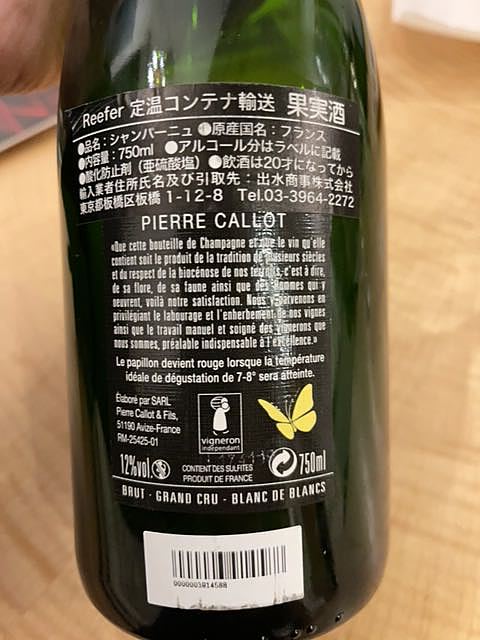 Reefer 定温コンテナ輸送 果実酒
●品名：シャンパーニュ ●原産国名：フランス
●内容量：750ml ●アルコール分はラベルに記載
●酸化防止剤（亜硫酸塩）●飲酒は20才になってから
輸入業者住所氏名及び引取先：出水商事株式会社
東京都板橋区板橋 1-12-8 Tel.03-3964-2272
PIERRE CALLOT
«Que cette bouteille de Champagne et que le vin qu'elle
contient soit le produit de la tradition de plusieurs siècles
et du respect de la biocénose de nos terroirs, c'est à dire,
de sa flore, de sa faune ainsi que des hommes qui y
oeuvrent, voilà notre satisfaction. Nous y parvenons en
privilégiant le labourage et l'enherbement de nos vignes
ainsi que le travail manuel et soigné des vignerons que
nous sommes, préalable indispensable à l'excellence.»
Le papillon devient rouge lorsque la température
idéale de dégustation de 7-8° sera atteinte.
Élaboré par SARL
Pierre Callot & Fils,
51190 Avize-France
RM-25425-01
vigneron
indépendant
12%vol.
CONTENT DES SULFITES
PRODUIT DE FRANCE
750ml
BRUT - GRAND CRU - BLANC DE BLANCS
0000003914588